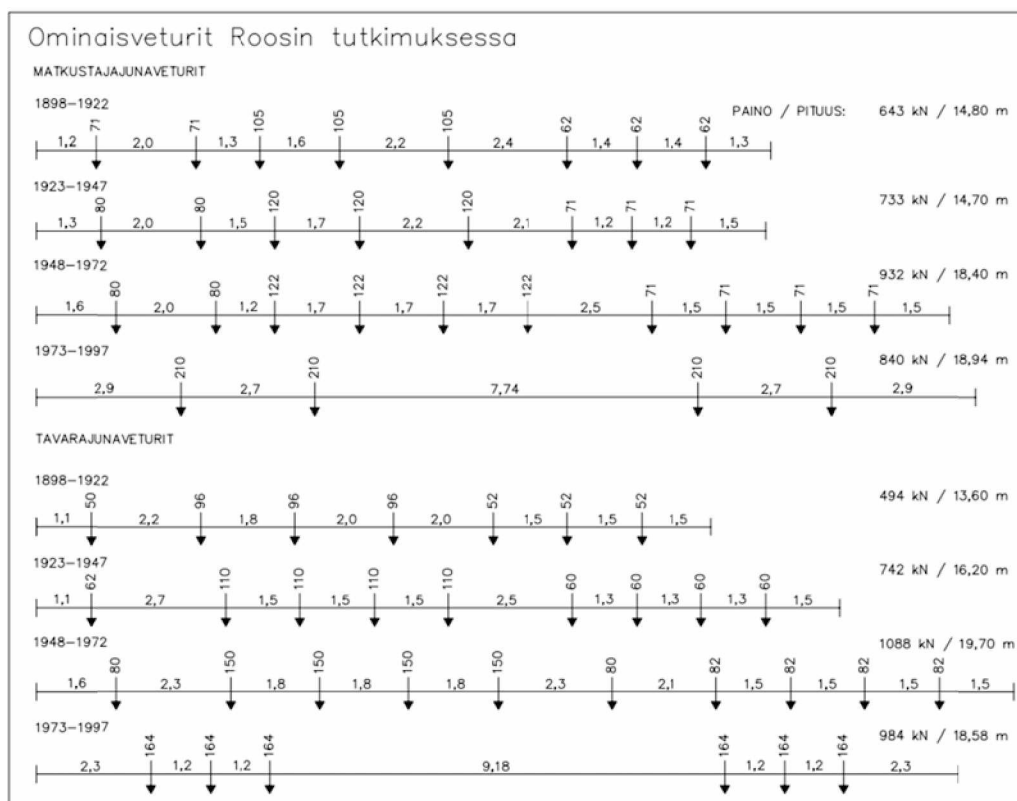 Ominaisveturit Roosin tutkimuksessa
MATKUSTAJAJUNAVETURIT
1898–1922 PAINO / PITUUS: 643 kN / 14,80 m
71 71 105 105 105 62 62 62
1,2 2,0 1,3 1,6 2,2 2,4 1,4 1,4 1,3
1923–1947 733 kN / 14,70 m
80 80 120 120 120 71 71 71
1,3 2,0 1,5 1,7 2,2 2,1 1,2 1,2 1,5
1948–1972 932 kN / 18,40 m
80 80 122 122 122 122 71 71 71 71
1,6 2,0 1,2 1,7 1,7 1,7 2,5 1,5 1,5 1,5 1,5
1973–1997 840 kN / 18,94 m
210 210 210 210
2,9 2,7 7,74 2,7 2,9
TAVARAJUNAVETURIT
1898–1922 494 kN / 13,60 m
50 96 96 96 52 52 52
1,1 2,2 1,8 2,0 2,0 1,5 1,5 1,5
1923–1947 742 kN / 16,20 m
62 110 110 110 110 60 60 60 60
1,1 2,7 1,5 1,5 1,5 2,5 1,3 1,3 1,3 1,5
1948–1972 1088 kN / 19,70 m
80 150 150 150 150 80 82 82 82 82
1,6 2,3 1,8 1,8 1,8 2,3 2,1 1,5 1,5 1,5 1,5
1973–1997 984 kN / 18,58 m
164 164 164 164 164 164
2,3 1,2 1,2 9,18 1,2 1,2 2,3